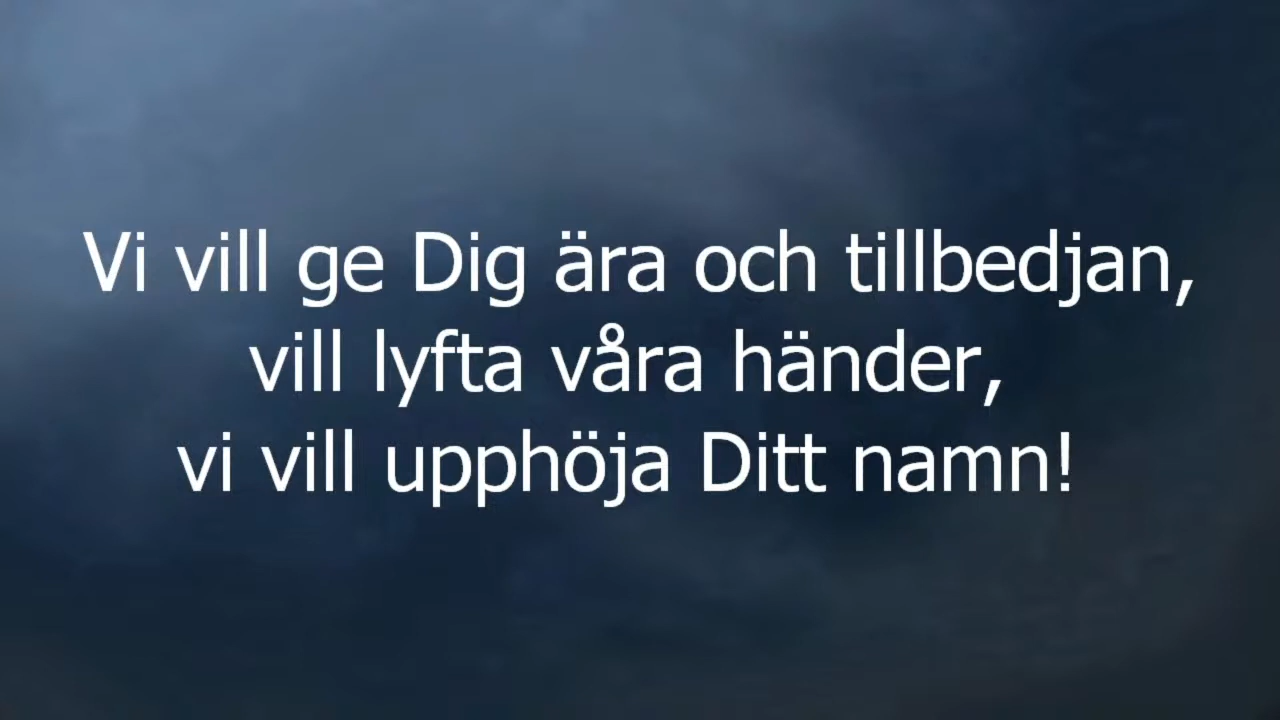 Vi vill ge Dig ära och tillbedjan,
vill lyfta våra händer,
vi vill upphöja Ditt namn!